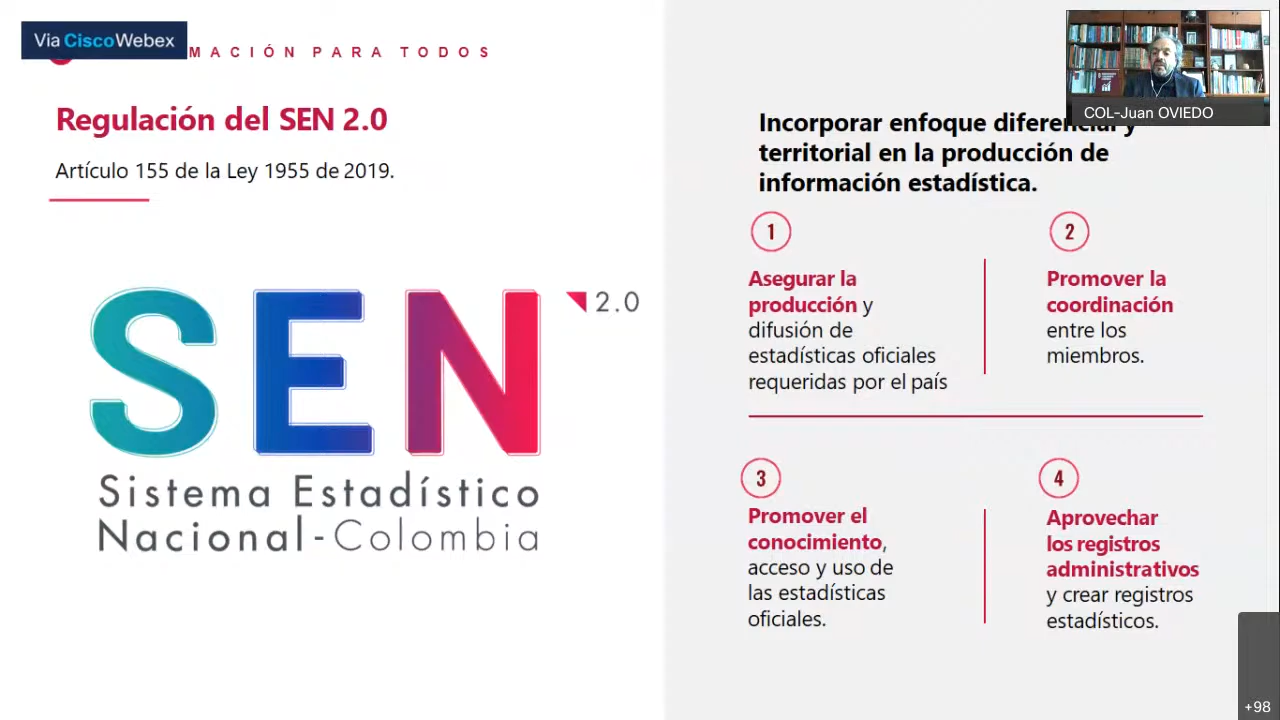 Vía CiscoWebex
MACIÓN PARA TODOS
Regulación del SEN 2.0
Artículo 155 de la Ley 1955 de 2019.
SEN 2.0
Sistema Estadístico
Nacional-Colombia
COL-Juan OVIEDO
Incorporar enfoque diferencial y
territorial en la producción de
información estadística.
1
Asegurar la
producción y
difusión de
estadísticas oficiales
requeridas por el país
2
Promover la
coordinación
entre los
miembros.
3
Promover el
conocimiento,
acceso y uso de
las estadísticas
oficiales.
4
Aprovechar
los registros
administrativos
y crear registros
estadísticos.
+98